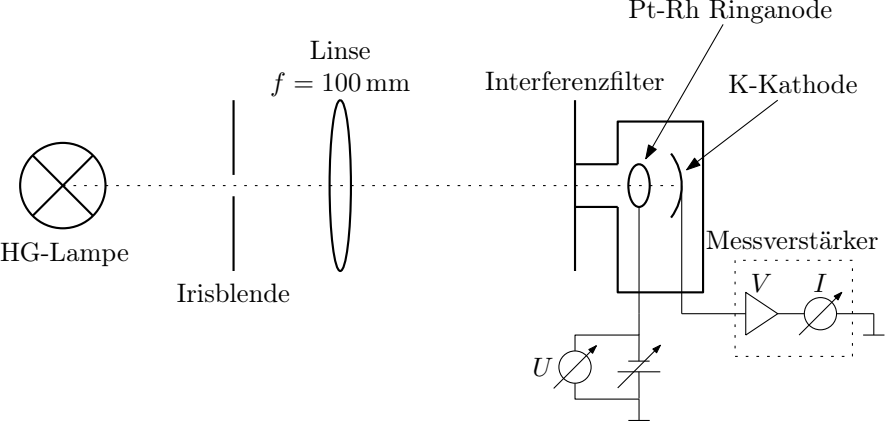 Pt-Rh Ringanode
Linse
f = 100 mm
Interferenzfilter
K-Kathode
HG-Lampe
Irisblende
Messverstärker
V
I
U